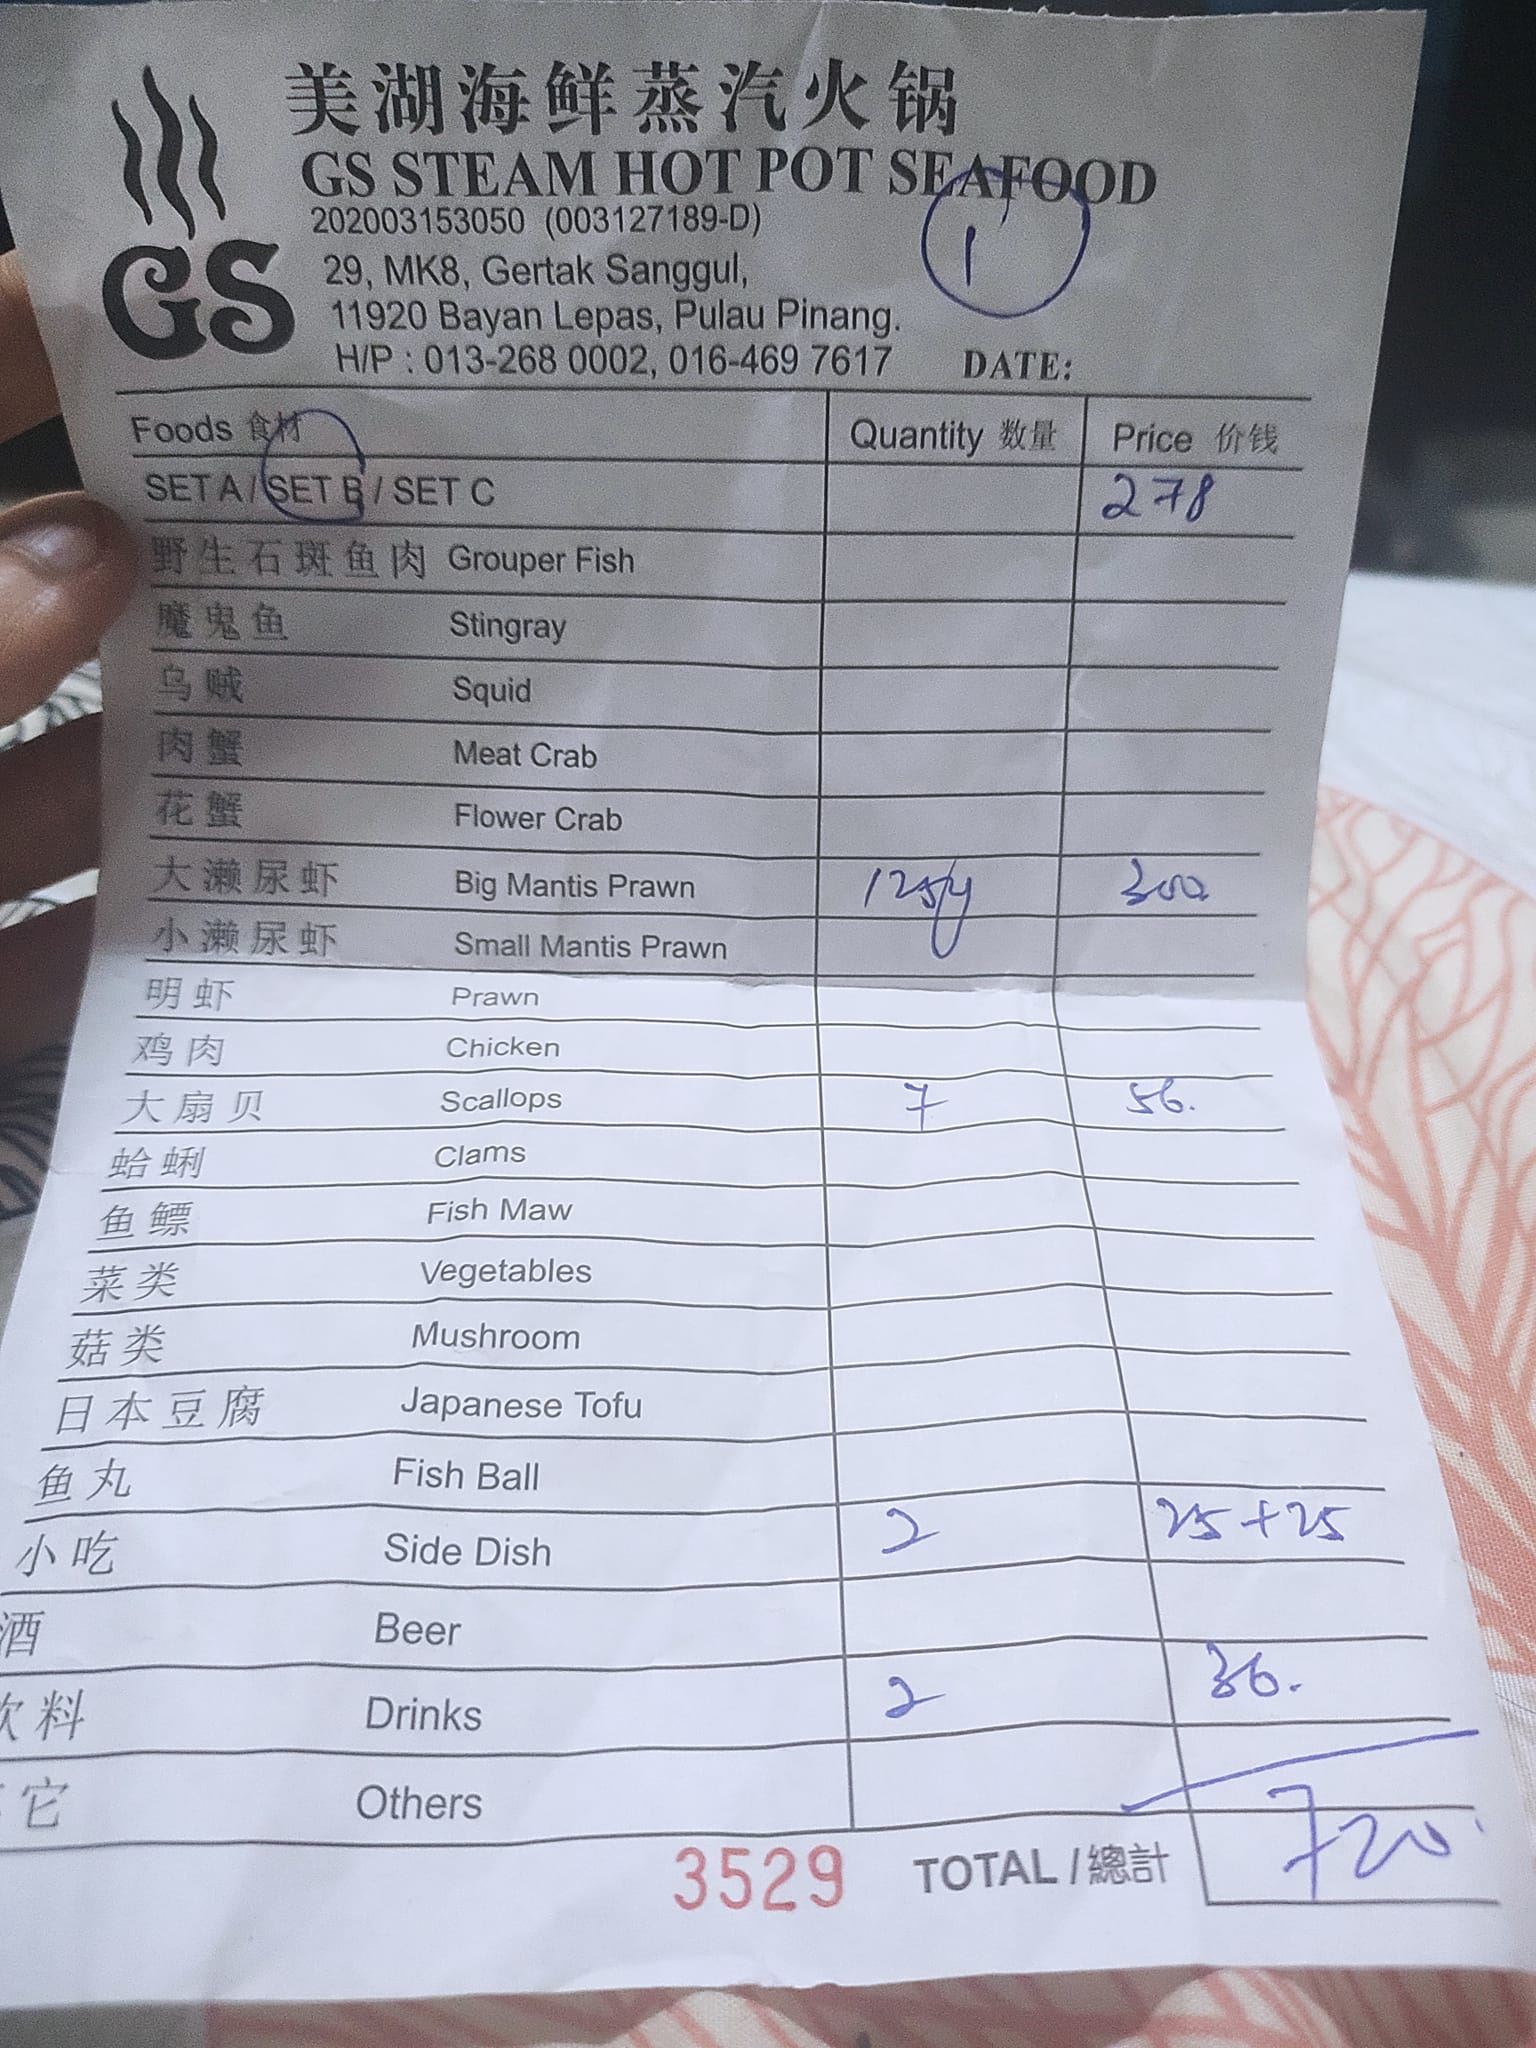 美湖海鲜蒸汽火锅
GS STEAM HOT POT SEAFOOD
202003153050 (003127189-D)
1
GS
29, MK8, Gertak Sanggul,
11920 Bayan Lepas, Pulau Pinang.
H/P : 013-268 0002, 016-469 7617 DATE:
Foods 食材 Quantity 数量 Price 价钱
SET A / SET B / SET C 278
野生石斑鱼肉 Grouper Fish
魔鬼鱼 Stingray
乌贼 Squid
肉蟹 Meat Crab
花蟹 Flower Crab
大濑尿虾 Big Mantis Prawn 300
小濑尿虾 Small Mantis Prawn
明虾 Prawn
鸡肉 Chicken
大扇贝 Scallops 7 56.
蛤蜊 Clams
鱼鳔 Fish Maw
菜类 Vegetables
菇类 Mushroom
日本豆腐 Japanese Tofu
鱼丸 Fish Ball
小吃 Side Dish 2 25+25
酒 Beer
饮料 Drinks 2 36.
它 Others
3529 TOTAL / 總計 720